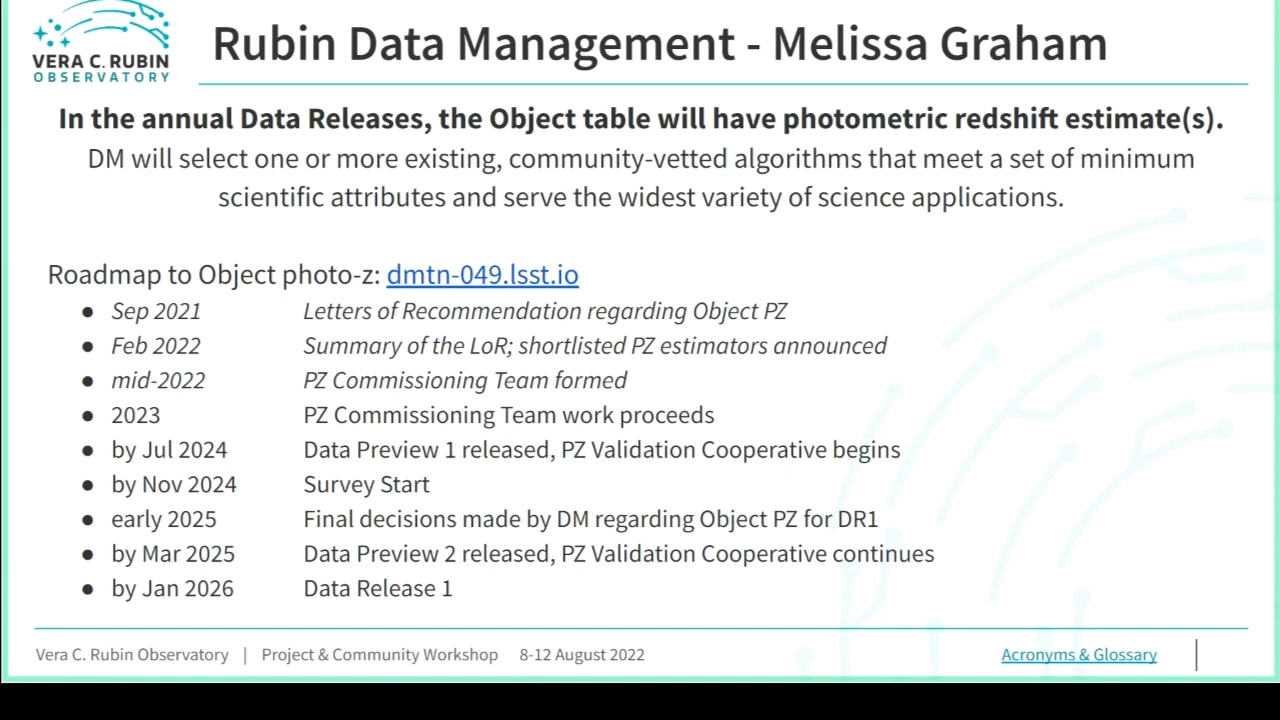 VERA C. RUBIN
OBSERVATORY
Rubin Data Management - Melissa Graham
In the annual Data Releases, the Object table will have photometric redshift estimate(s).
DM will select one or more existing, community-vetted algorithms that meet a set of minimum
scientific attributes and serve the widest variety of science applications.
Roadmap to Object photo-z: dmtn-049.lsst.io
● Sep 2021 Letters of Recommendation regarding Object PZ
● Feb 2022 Summary of the LoR; shortlisted PZ estimators announced
● mid-2022 PZ Commissioning Team formed
● 2023 PZ Commissioning Team work proceeds
● by Jul 2024 Data Preview 1 released, PZ Validation Cooperative begins
● by Nov 2024 Survey Start
● early 2025 Final decisions made by DM regarding Object PZ for DR1
● by Mar 2025 Data Preview 2 released, PZ Validation Cooperative continues
● by Jan 2026 Data Release 1
Vera C. Rubin Observatory | Project & Community Workshop 8-12 August 2022 Acronyms & Glossary